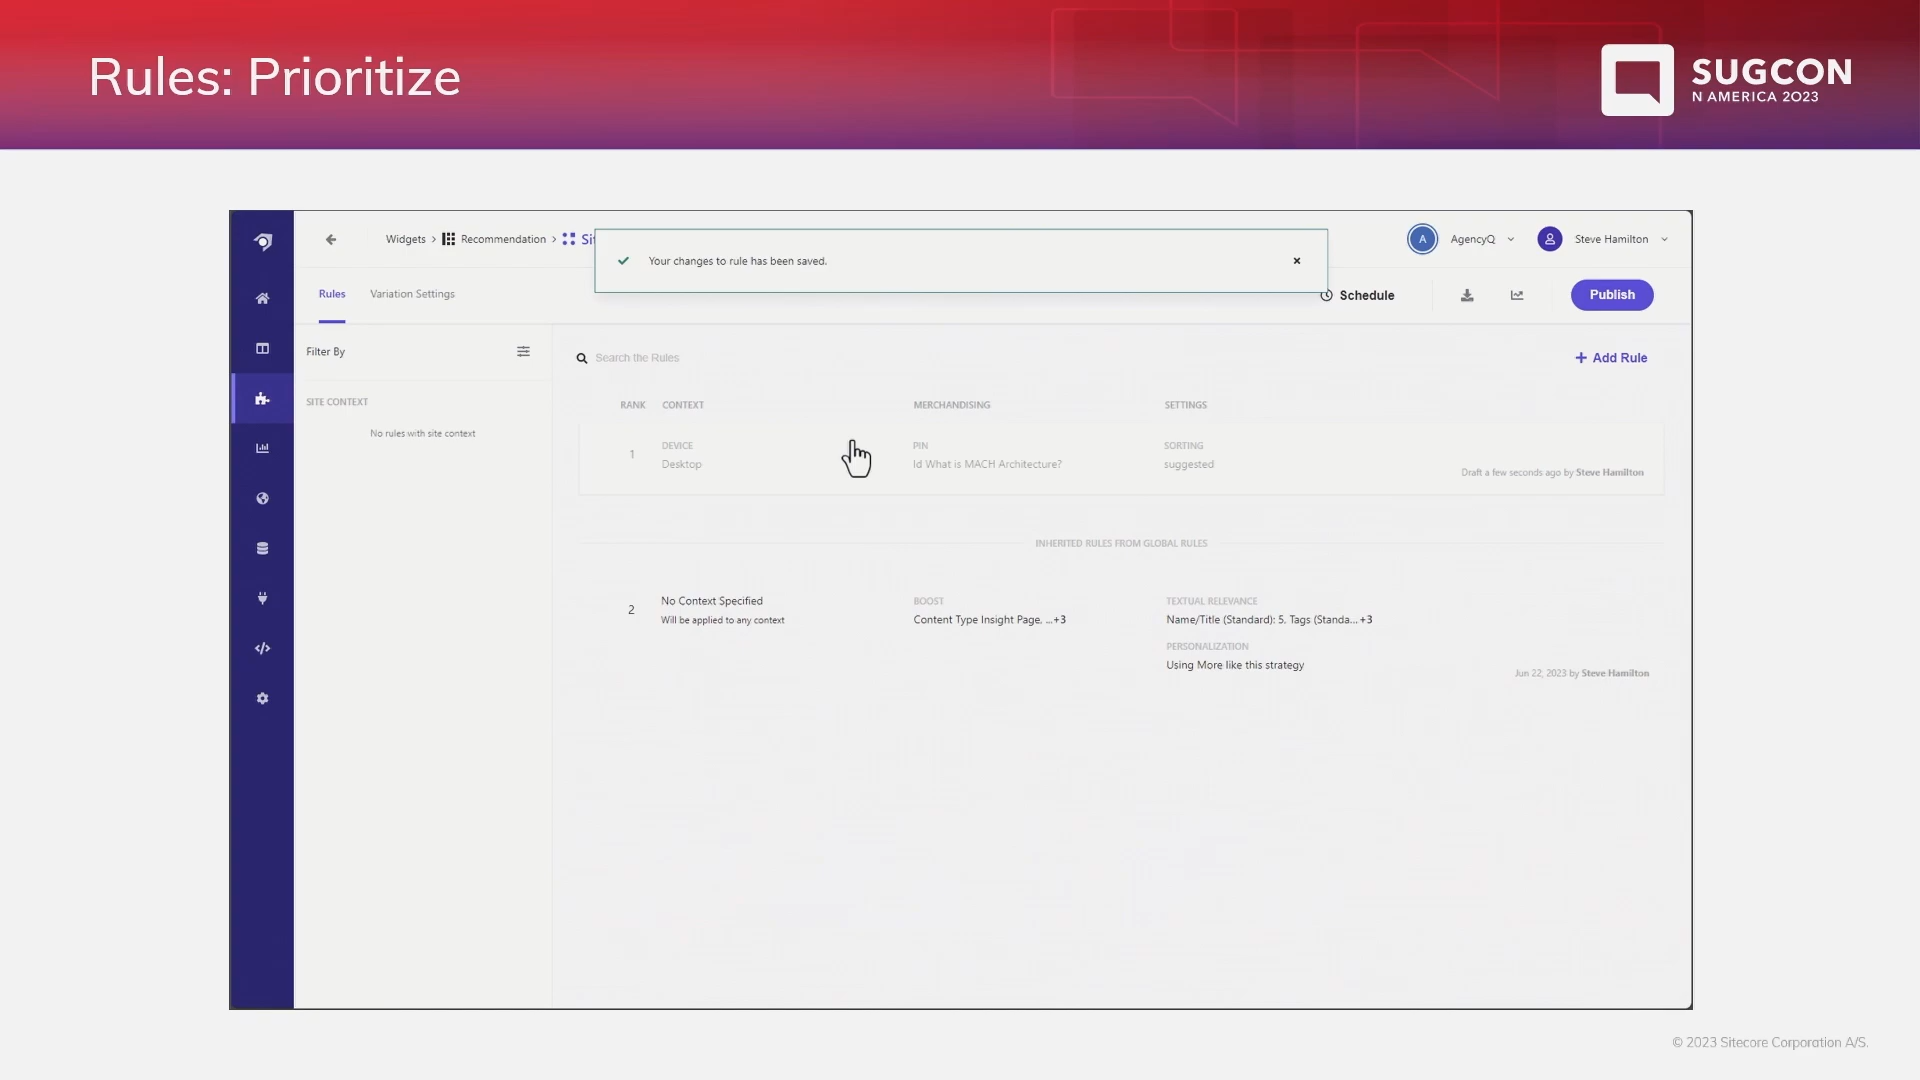 Rules: Prioritize
SUGCON
N AMERICA 2023
Widgets > Recommendation > Sit
Your changes to rule has been saved.
A AgencyQ
Steve Hamilton
Rules
Variation Settings
Schedule
Publish
Filter By
Search the Rules
+ Add Rule
SITE CONTEXT
No rules with site context
RANK CONTEXT MERCHANDISING SETTINGS
1
DEVICE
Desktop
PIN
Id What is MACH Architecture?
SORTING
suggested
Draft a few seconds ago by Steve Hamilton
INHERITED RULES FROM GLOBAL RULES
2
No Context Specified
Will be applied to any context
BOOST
Content Type Insight Page. ...+3
TEXTUAL RELEVANCE
Name/Title (Standard): 5. Tags (Standa... +3
PERSONALIZATION
Using More like this strategy
Jun 22, 2023 by Steve Hamilton
© 2023 Sitecore Corporation A/S.